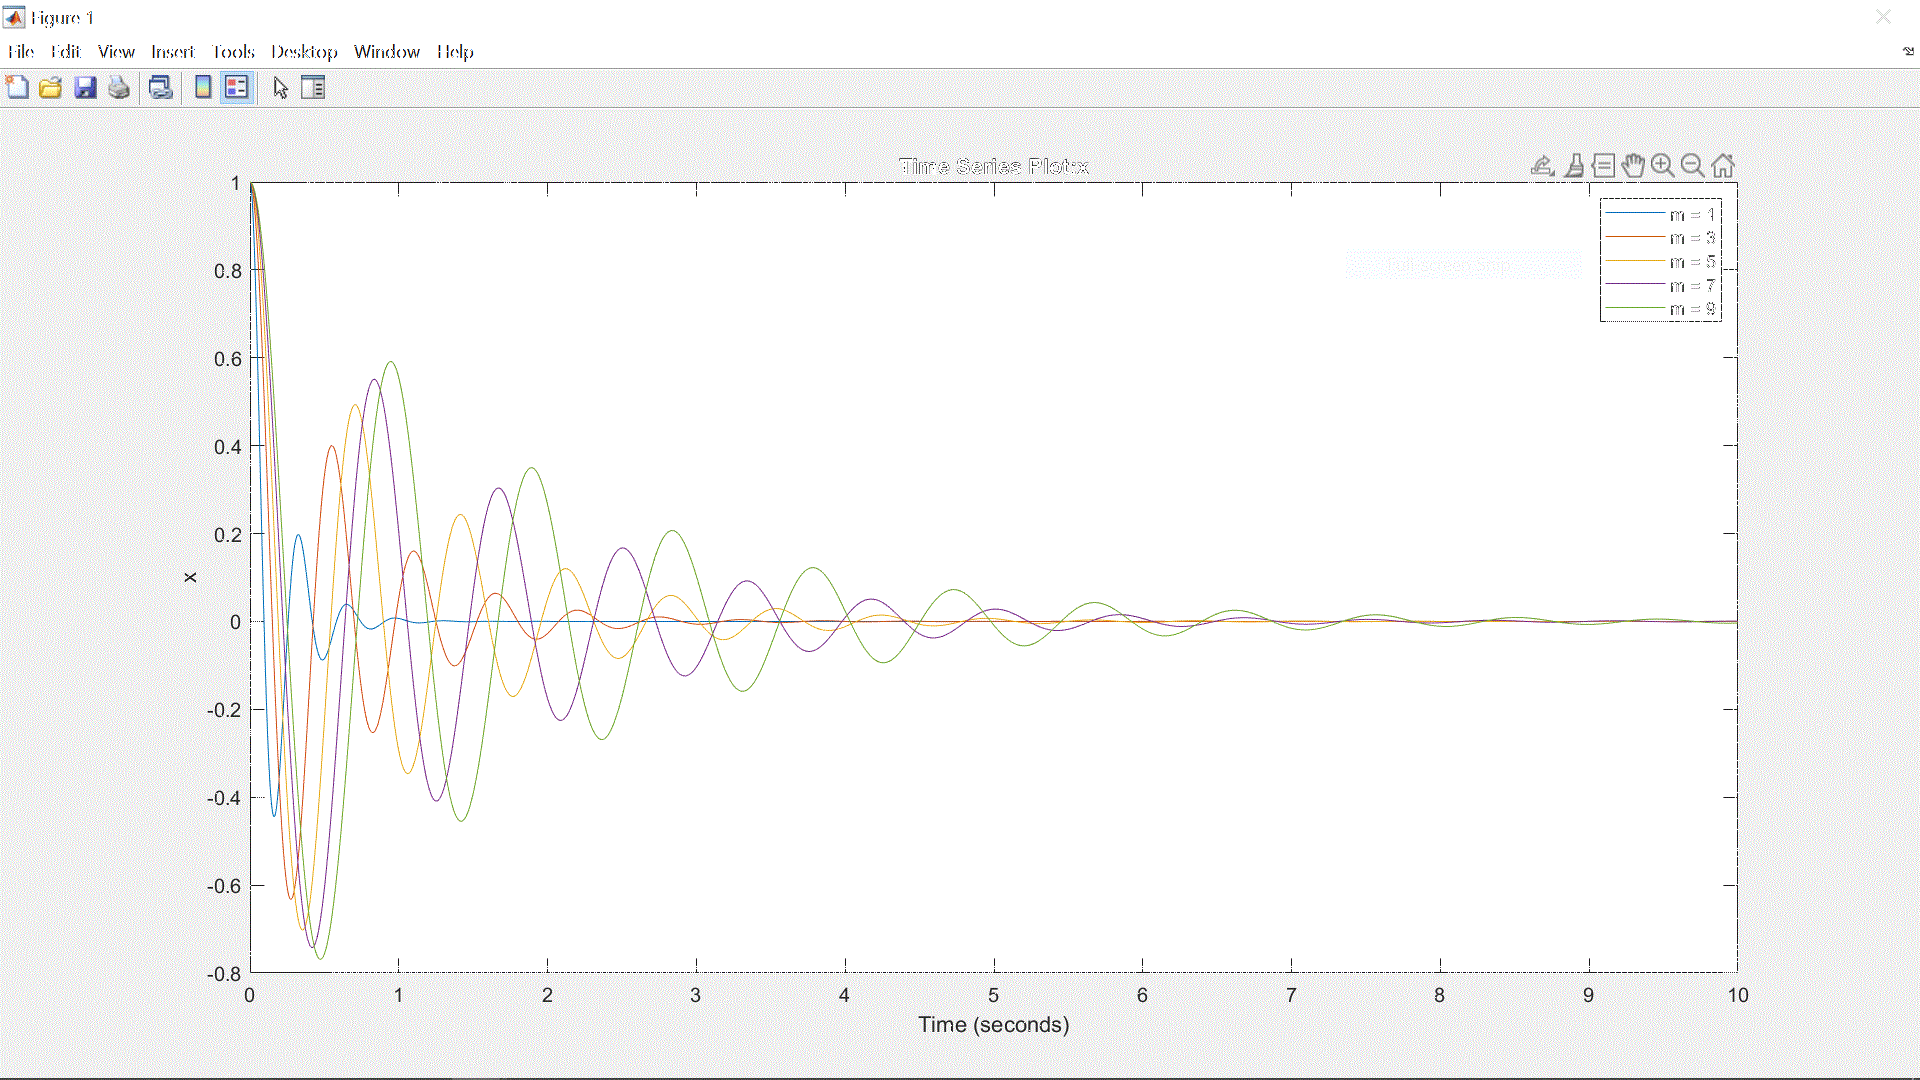 Figure 1
File Edit View Insert Tools Desktop Window Help
Time Series Plot:x
1
0.8
0.6
0.4
0.2
0
-0.2
-0.4
-0.6
-0.8
x
m = 1
m = 3
m = 5
m = 7
m = 9
0 1 2 3 4 5 6 7 8 9 10
Time (seconds)